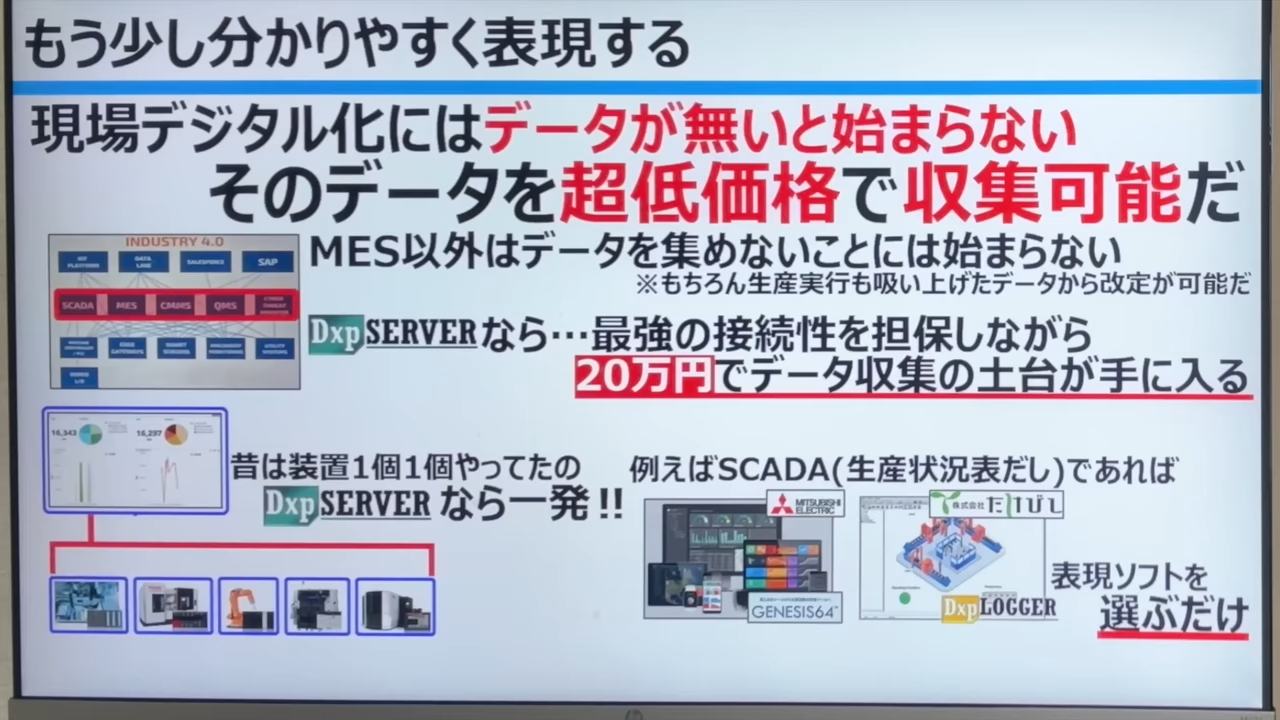 もう少し分かりやすく表現する
現場デジタル化にはデータが無いと始まらない
そのデータを超低価格で収集可能だ
INDUSTRY 4.0
DATA
SALESFORCE
SAP
SCADA
MES
CMMS
QMS
MES以外はデータを集めないことには始まらない
※もちろん生産実行も吸い上げたデータから改定が可能だ
Dxp SERVERなら…最強の接続性を担保しながら
20万円でデータ収集の土台が手に入る
16,343
16,297
昔は装置1個1個やってたの
Dxp SERVERなら一発!!
例えばSCADA(生産状況表だし)であれば
MITSUBISHI
ELECTRIC
GENESIS64™
株式会社たけびし
Dxp LOGGER
表現ソフトを
選ぶだけ